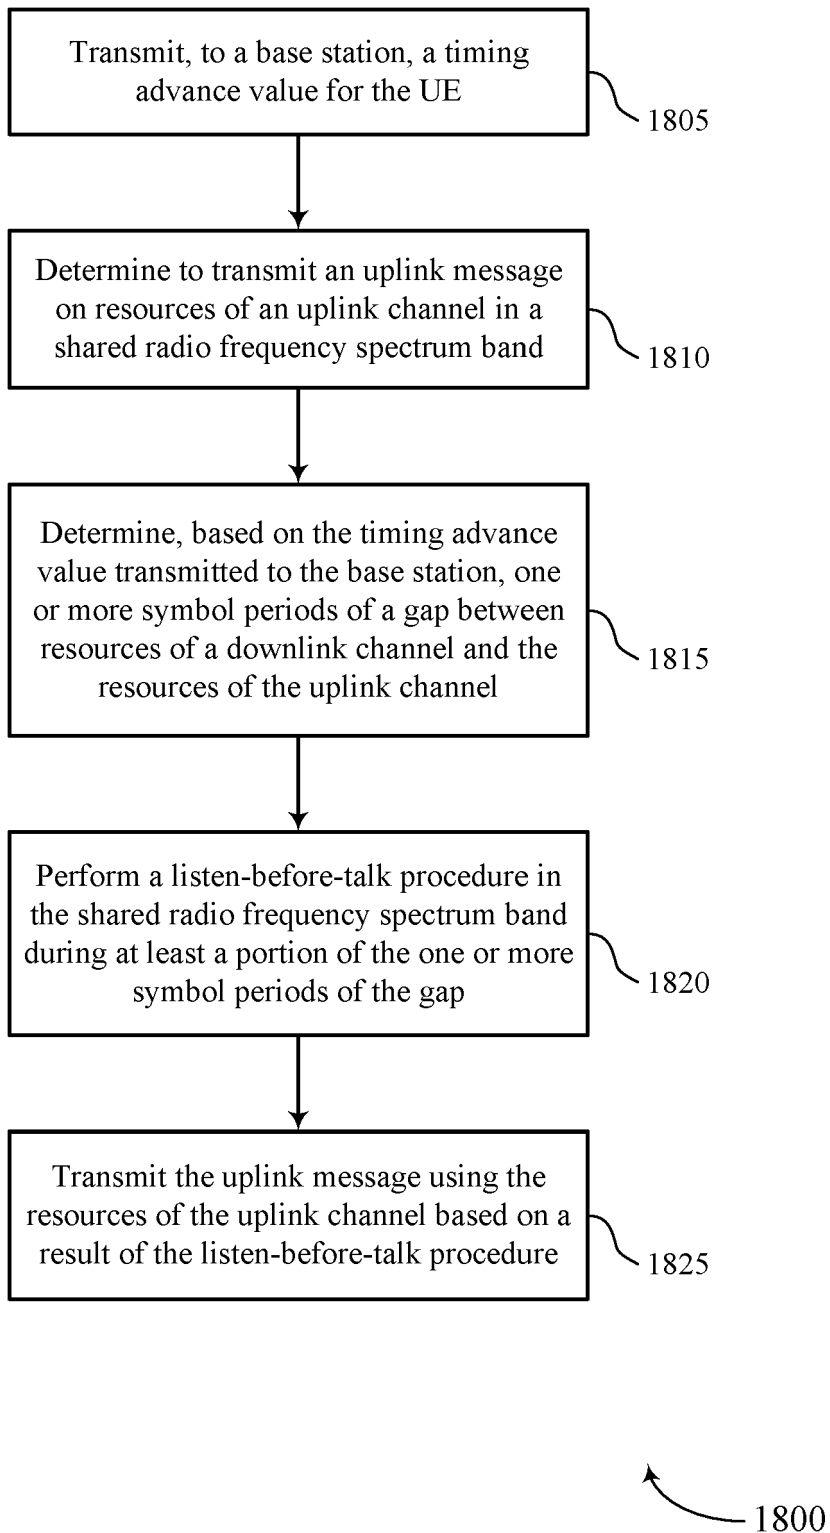 Transmit, to a base station, a timing
advance value for the UE
1805
Determine to transmit an uplink message
on resources of an uplink channel in a
shared radio frequency spectrum band
1810
Determine, based on the timing advance
value transmitted to the base station, one
or more symbol periods of a gap between
resources of a downlink channel and the
resources of the uplink channel
1815
Perform a listen-before-talk procedure in
the shared radio frequency spectrum band
during at least a portion of the one or more
symbol periods of the gap
1820
Transmit the uplink message using the
resources of the uplink channel based on a
result of the listen-before-talk procedure
1825
1800